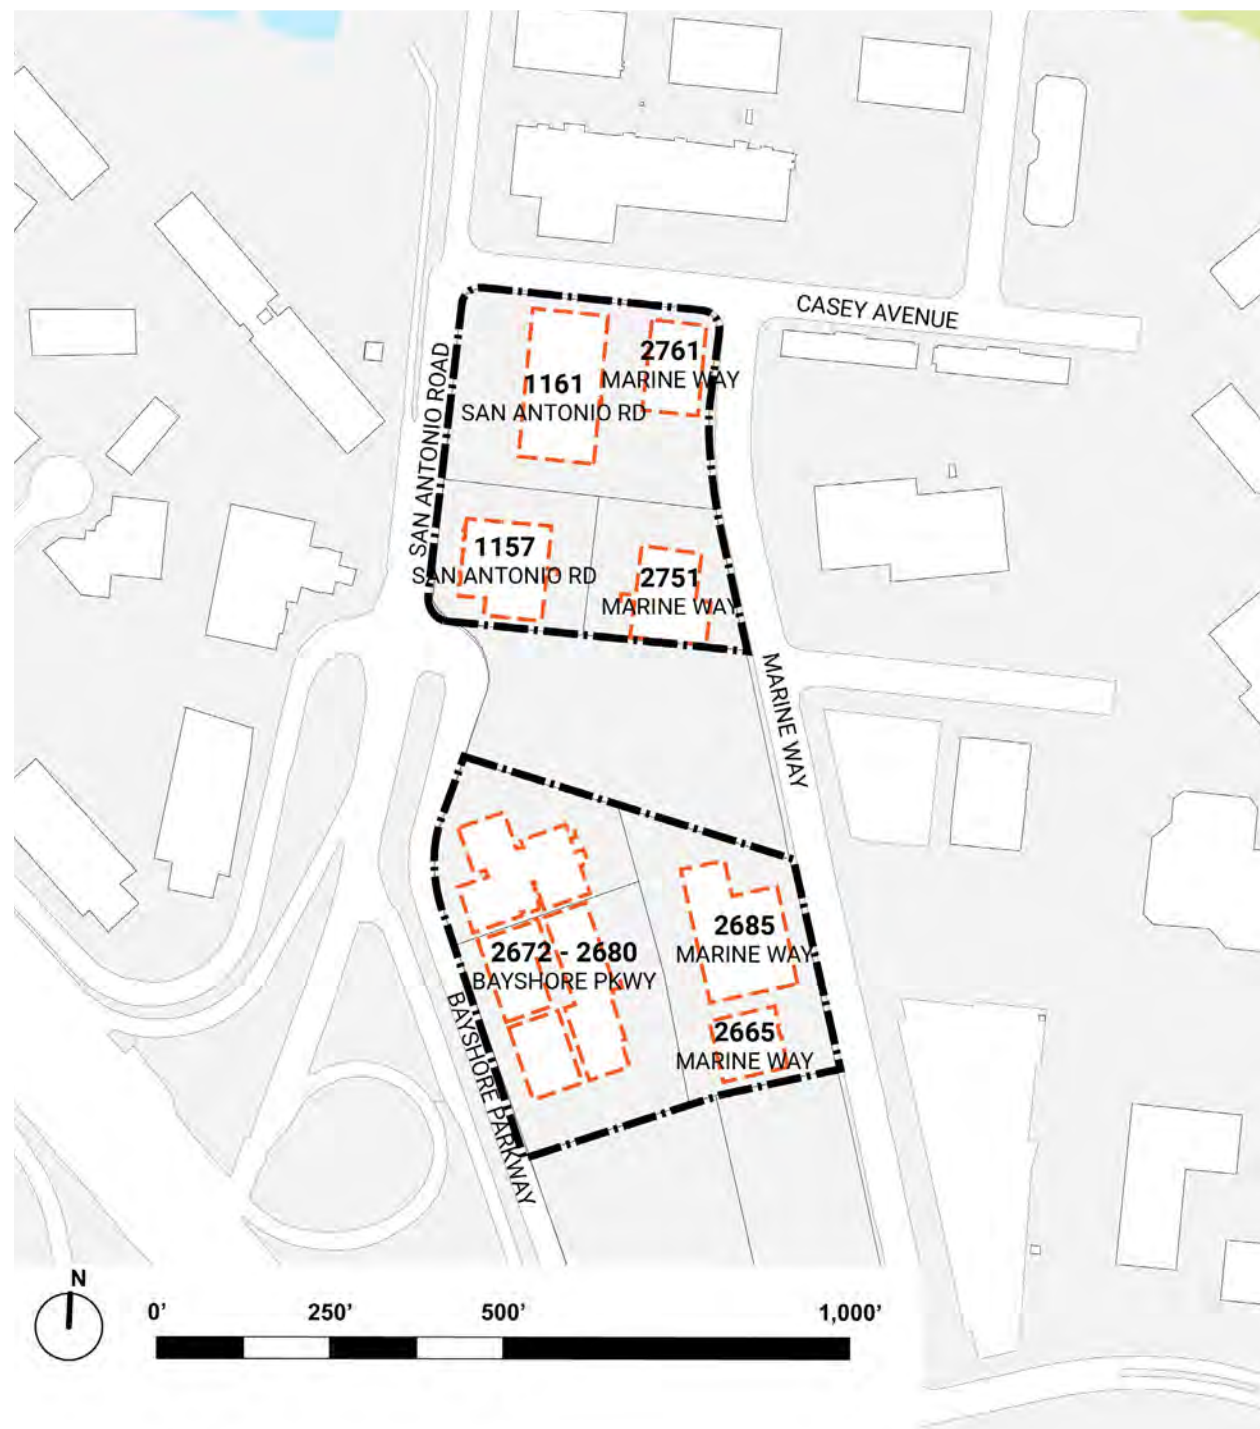 CASEY AVENUE
2761
MARINE WAY
1161
SAN ANTONIO RD
SAN ANTONIO ROAD
1157
SAN ANTONIO RD
2751
MARINE WAY
MARINE WAY
2685
MARINE WAY
2672 - 2680
BAYSHORE PKWY
2665
MARINE WAY
BAYSHORE PARKWAY
N
0’ 250’ 500’ 1,000’